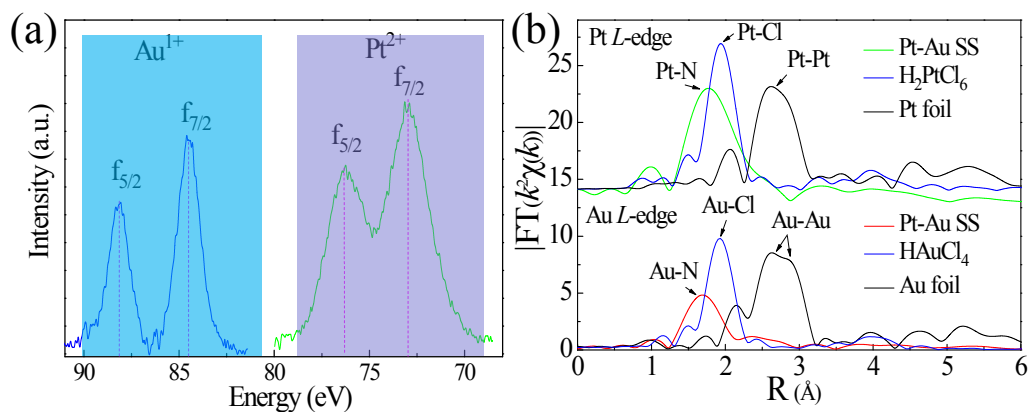 (a)
Au¹⁺
Pt²⁺
f₇/₂
f₅/₂
f₇/₂
f₅/₂
Intensity (a.u.)
90 85 80 75 70
Energy (eV)
(b)
Pt L-edge
Pt-Cl
Pt-N
Pt-Pt
Pt-Au SS
H₂PtCl₆
Pt foil
Au L-edge
Au-Cl
Au-N
Au-Au
Pt-Au SS
HAuCl₄
Au foil
|FT(k²χ(k))|
25
20
15
10
5
0
0 1 2 3 4 5 6
R (Å)